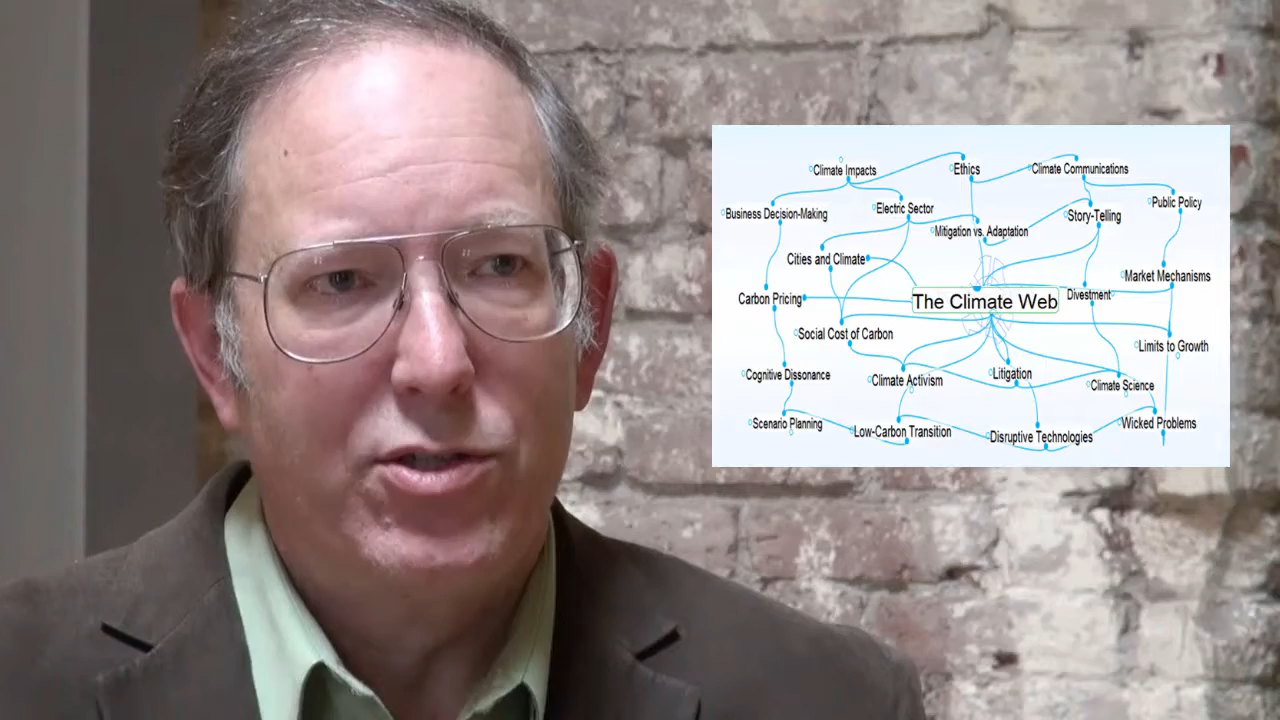 Climate Impacts
Ethics
Climate Communications
Business Decision-Making
Electric Sector
Mitigation vs. Adaptation
Story-Telling
Public Policy
Cities and Climate
Market Mechanisms
Carbon Pricing
The Climate Web
Divestment
Social Cost of Carbon
Limits to Growth
Cognitive Dissonance
Climate Activism
Litigation
Climate Science
Scenario Planning
Low-Carbon Transition
Disruptive Technologies
Wicked Problems